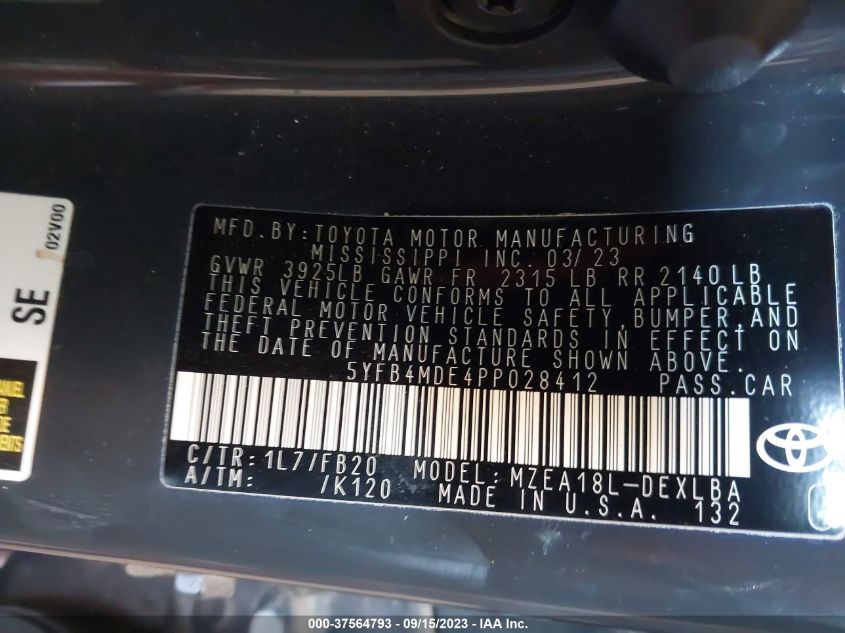 MFD.BY:TOYOTA MOTOR MANUFACTURING
MISSISSIPPI INC. 03/23
GVWR 3925LB GAWR FR 2315 LB RR 2140LB
THIS VEHICLE CONFORMS TO ALL APPLICABLE
FEDERAL MOTOR VEHICLE SAFETY,BUMPER,AND
THEFT PREVENTION STANDARDS IN EFFECT ON
THE DATE OF MANUFACTURE SHOWN ABOVE.
5YFB4MDE4PP028412 PASS.CAR
C/TR: 1L7/FB20 MODEL: MZEA18L-DEXLBA
A/TM: /K120 MADE IN U.S.A. 132
02V00
SE
000-37564793 - 09/15/2023 - IAA Inc.